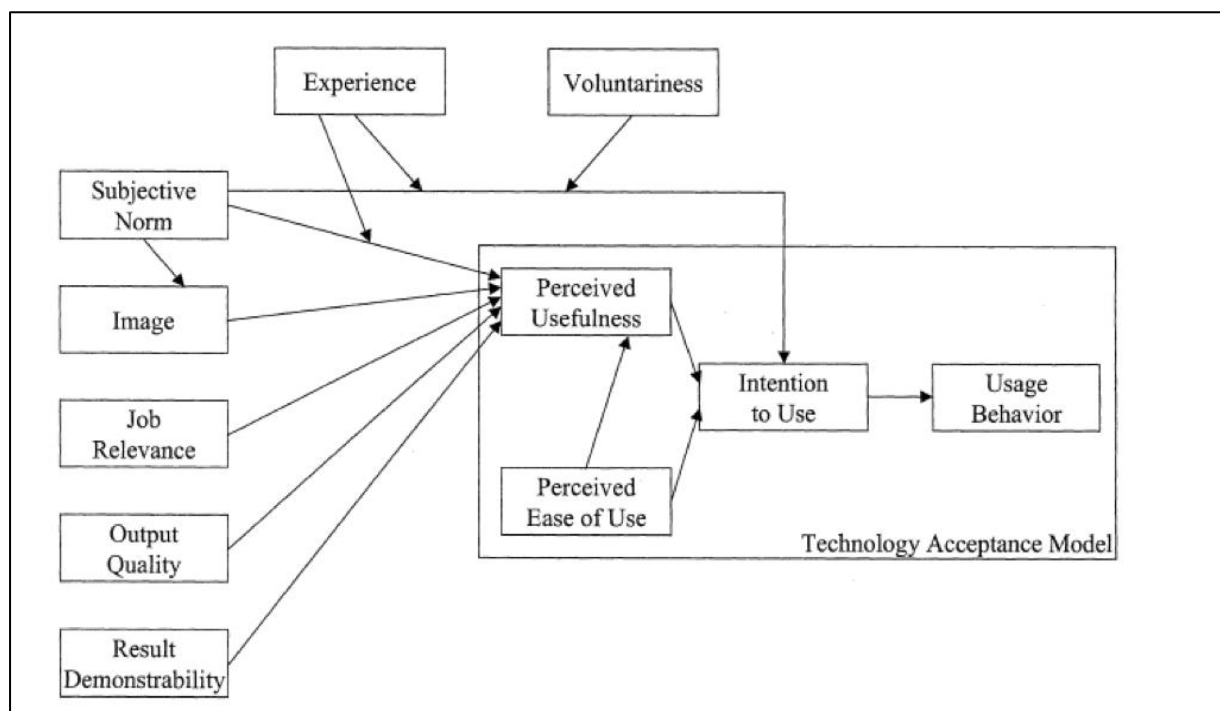 Experience
Voluntariness
Subjective
Norm
Image
Job
Relevance
Output
Quality
Result
Demonstrability
Perceived
Usefulness
Perceived
Ease of Use
Intention
to Use
Usage
Behavior
Technology Acceptance Model